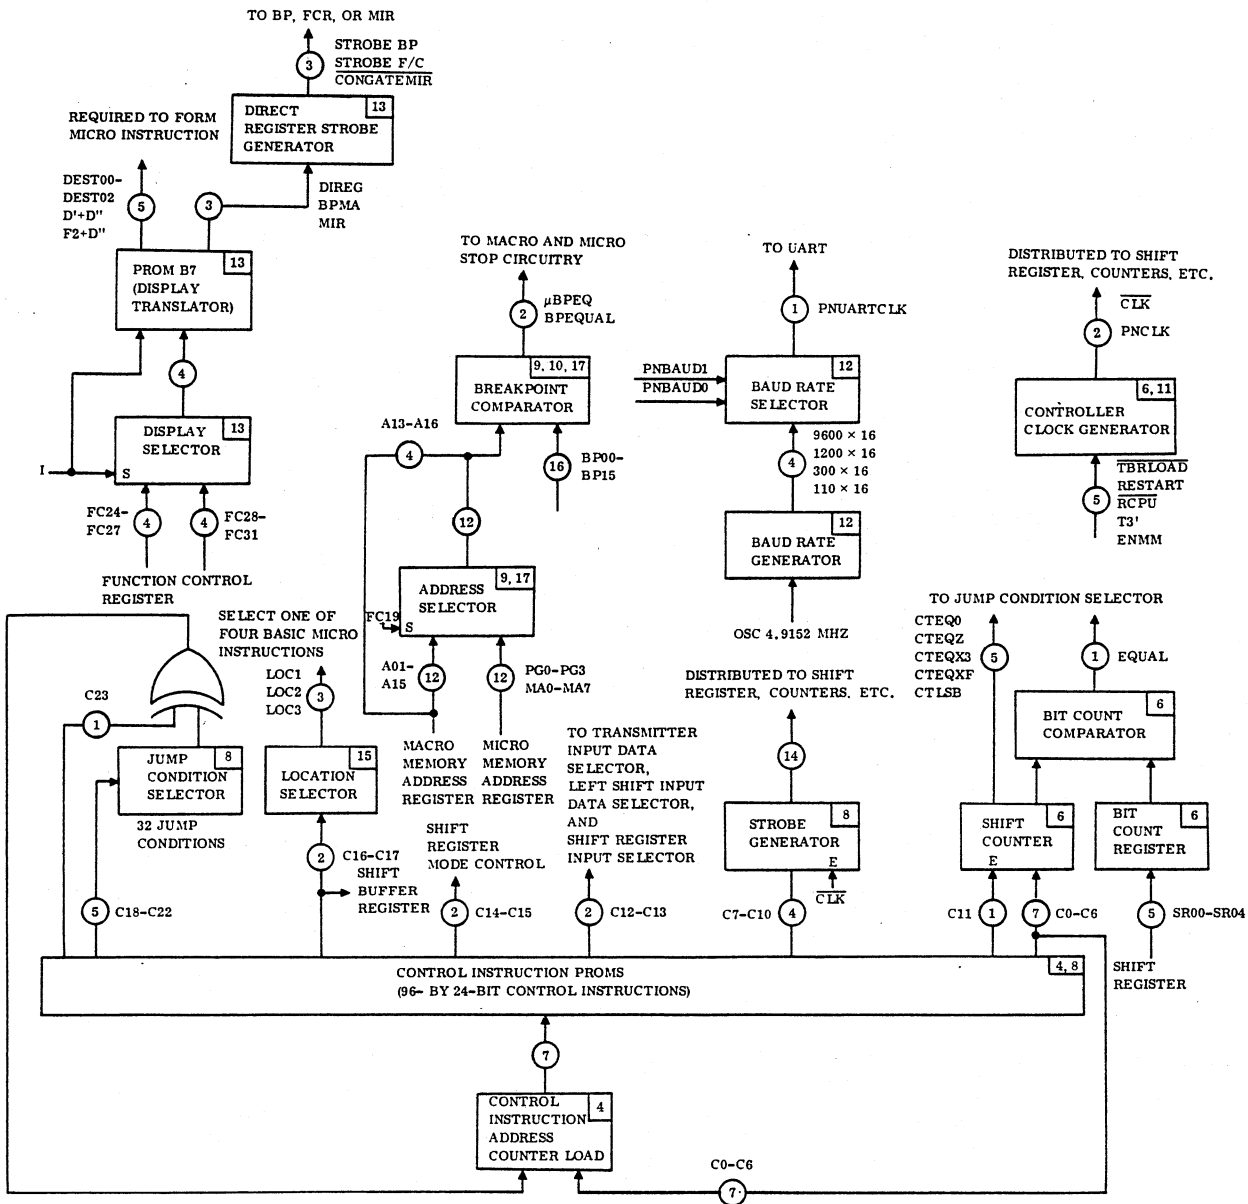 TO BP, FCR, OR MIR
3
STROBE BP
STROBE F/C
CONGATEMIR
13
DIRECT
REGISTER STROBE
GENERATOR
REQUIRED TO FORM
MICRO INSTRUCTION
DEST00-
DEST02
D'+D"
F2+D"
5
3
DIREG
BPMA
MIR
13
PROM B7
(DISPLAY
TRANSLATOR)
4
13
DISPLAY
SELECTOR
I
S
FC24-
FC27
4
4
FC28-
FC31
FUNCTION CONTROL
REGISTER
TO MACRO AND MICRO
STOP CIRCUITRY
2
μBPEQ
BPEQUAL
9, 10, 17
BREAKPOINT
COMPARATOR
A13-A16
4
16
BP00-
BP15
12
9, 17
ADDRESS
SELECTOR
FC19
S
A01-
A15
12
12
PG0-PG3
MA0-MA7
MACRO
MEMORY
ADDRESS
REGISTER
MICRO
MEMORY
ADDRESS
REGISTER
TO UART
1
PNUARTCLK
PNBAUD1
PNBAUD0
12
BAUD RATE
SELECTOR
4
9600 × 16
1200 × 16
300 × 16
110 × 16
12
BAUD RATE
GENERATOR
OSC 4.9152 MHZ
DISTRIBUTED TO SHIFT
REGISTER, COUNTERS, ETC.
CLK
2
PNCLK
6, 11
CONTROLLER
CLOCK GENERATOR
5
TBRLOAD
RESTART
RCPU
T3'
ENMM
SELECT ONE OF
FOUR BASIC MICRO
INSTRUCTIONS
LOC1
LOC2
LOC3
3
15
LOCATION
SELECTOR
2
C16-C17
SHIFT
BUFFER
REGISTER
C23
1
8
JUMP
CONDITION
SELECTOR
32 JUMP
CONDITIONS
5
C18-C22
SHIFT
REGISTER
MODE CONTROL
2
C14-C15
TO TRANSMITTER
INPUT DATA
SELECTOR,
LEFT SHIFT INPUT
DATA SELECTOR,
AND
SHIFT REGISTER
INPUT SELECTOR
2
C12-C13
DISTRIBUTED TO SHIFT
REGISTER, COUNTERS, ETC.
14
8
STROBE
GENERATOR
E
CLK
C7-C10
4
TO JUMP CONDITION SELECTOR
CTEQ0
CTEQZ
CTEQX3
CTEQXF
CTLSB
5
1
EQUAL
6
BIT COUNT
COMPARATOR
6
SHIFT
COUNTER
E
6
BIT
COUNT
REGISTER
C11
1
7
C0-C6
5
SR00-SR04
SHIFT
REGISTER
4, 8
CONTROL INSTRUCTION PROMS
(96- BY 24-BIT CONTROL INSTRUCTIONS)
7
4
CONTROL
INSTRUCTION
ADDRESS
COUNTER LOAD
C0-C6
7